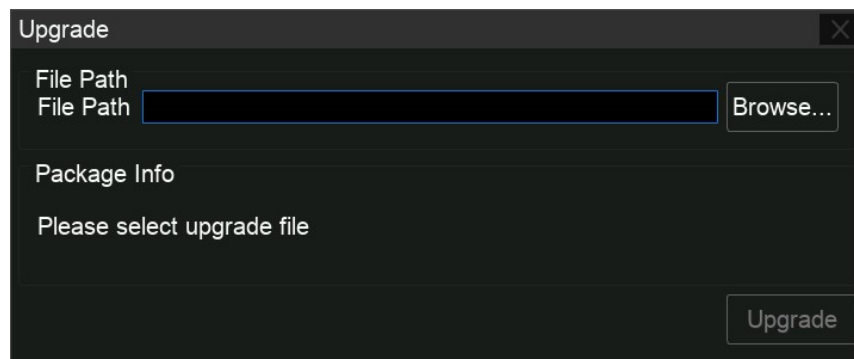 Upgrade
File Path
File Path Browse...
Package Info
Please select upgrade file
Upgrade